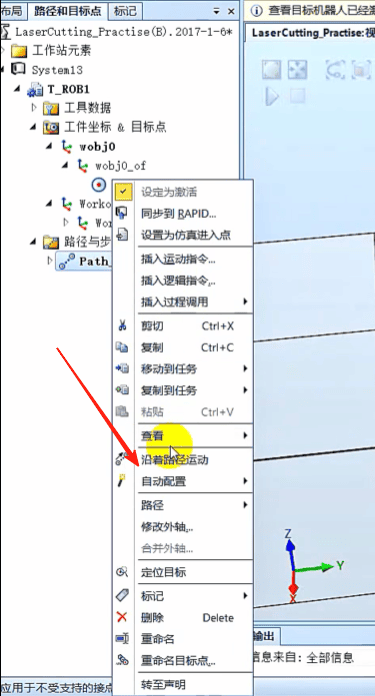 布局 路径和目标点 标记
LaserCutting_Practise(B).2017-1-6*
工作站元素
System13
T_ROB1
工具数据
工件坐标 & 目标点
wobj0
wobj0_of
Worko
Wor
路径与步
Path_
设定为激活
同步到 RAPID...
设置为仿真进入点
插入运动指令...
插入逻辑指令...
插入过程调用
剪切 Ctrl+X
复制 Ctrl+C
移动到任务
复制到任务
粘贴 Ctrl+V
查看
沿着路径运动
自动配置
路径
修改外轴...
合并外轴...
定位目标
标记
删除 Delete
重命名
重命名目标点...
转至声明
应用于不受支持的接点
查看目标机器人已经
LaserCutting_Practise:视
Z
Y
X
输出
信息来自: 全部信息